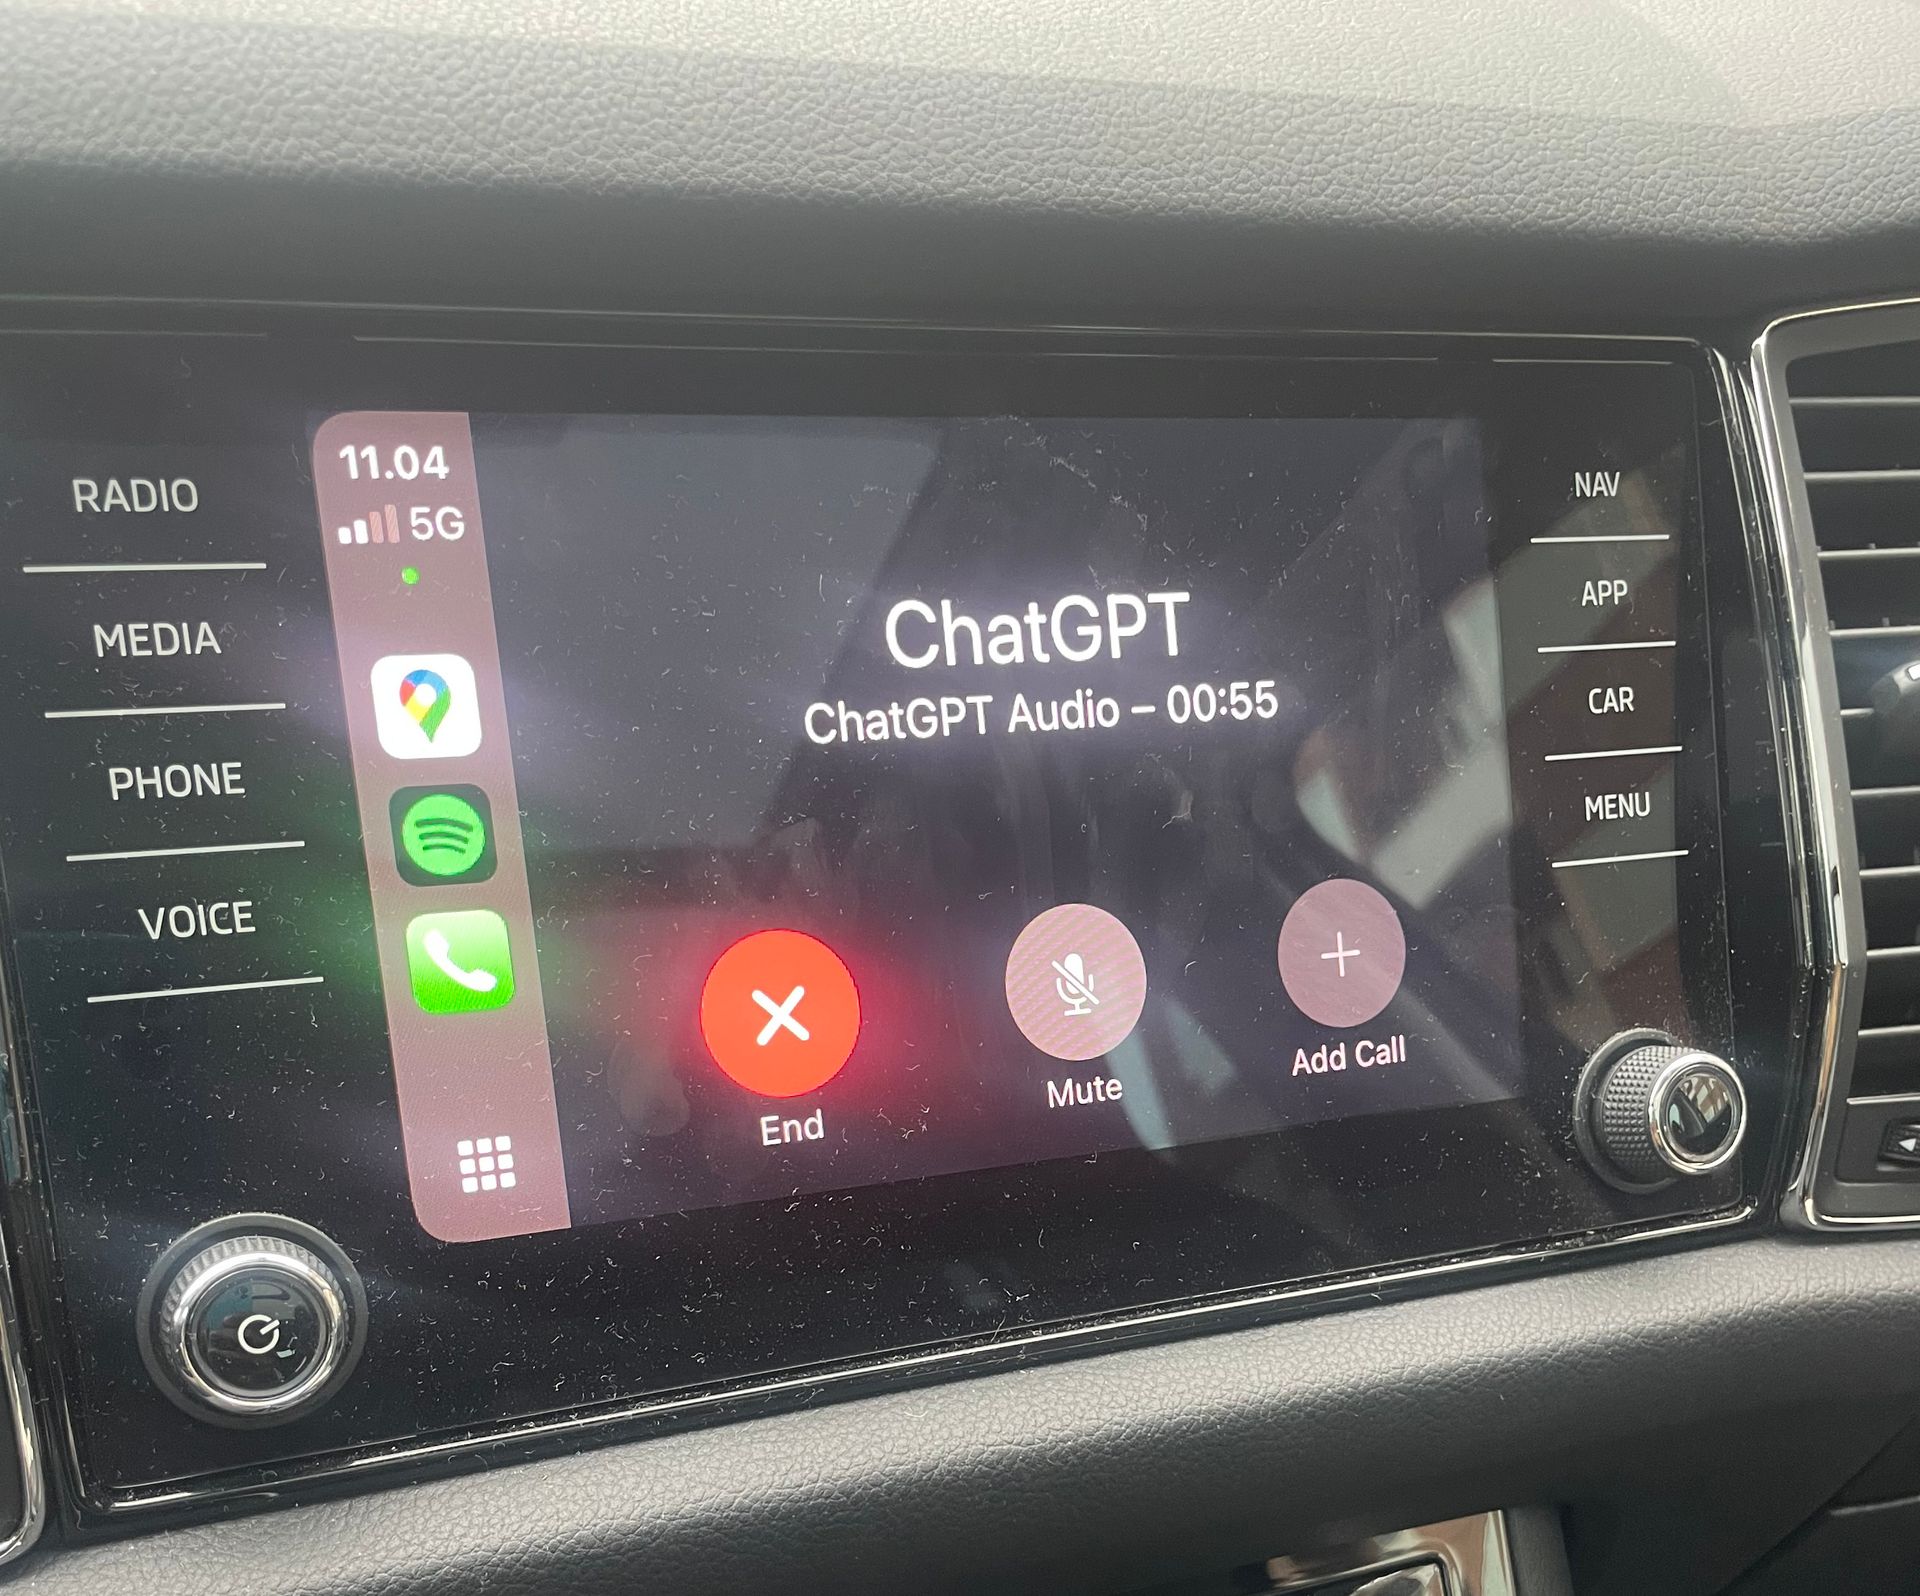 RADIO
MEDIA
PHONE
VOICE
11.04
5G
ChatGPT
ChatGPT Audio – 00:55
End
Mute
Add Call
NAV
APP
CAR
MENU